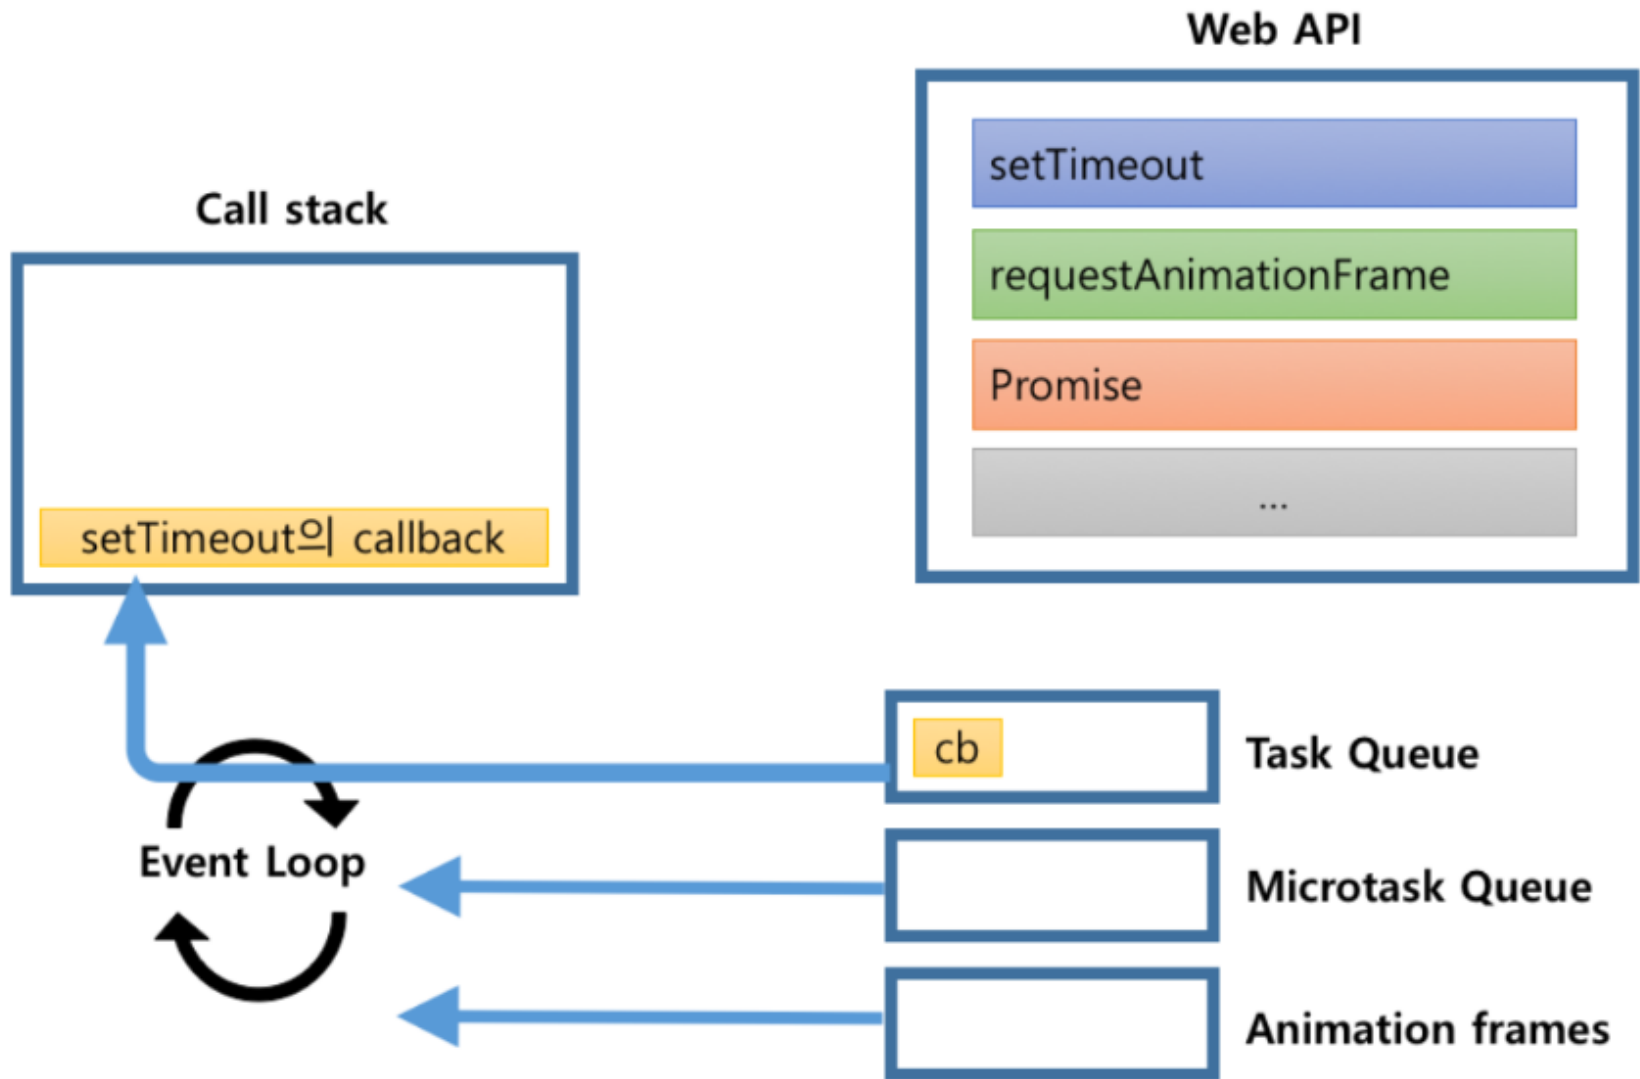 Web API
setTimeout
requestAnimationFrame
Promise
...
Call stack
setTimeout의 callback
cb
Task Queue
Event Loop
Microtask Queue
Animation frames